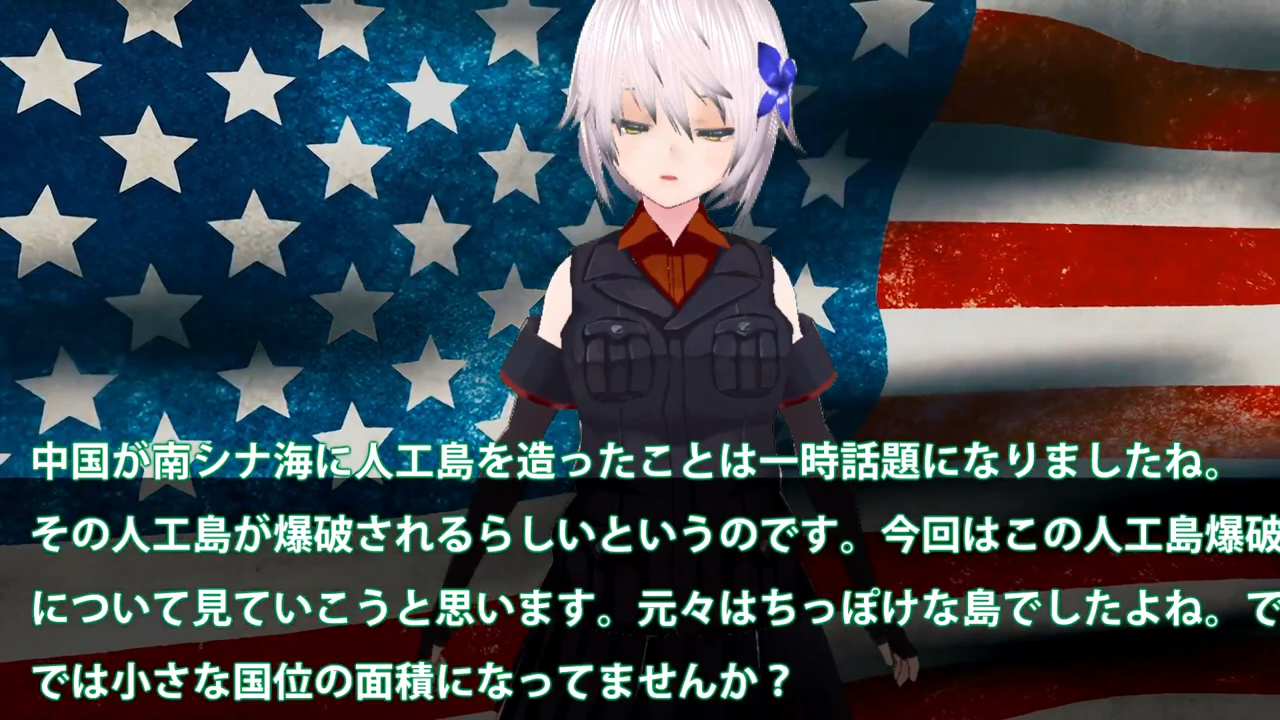 中国が南シナ海に人工島を造ったことは一時話題になりましたね。
その人工島が爆破されるらしいというのです。今回はこの人工島爆破
について見ていこうと思います。元々はちっぽけな島でしたよね。で
では小さな国位の面積になってませんか？